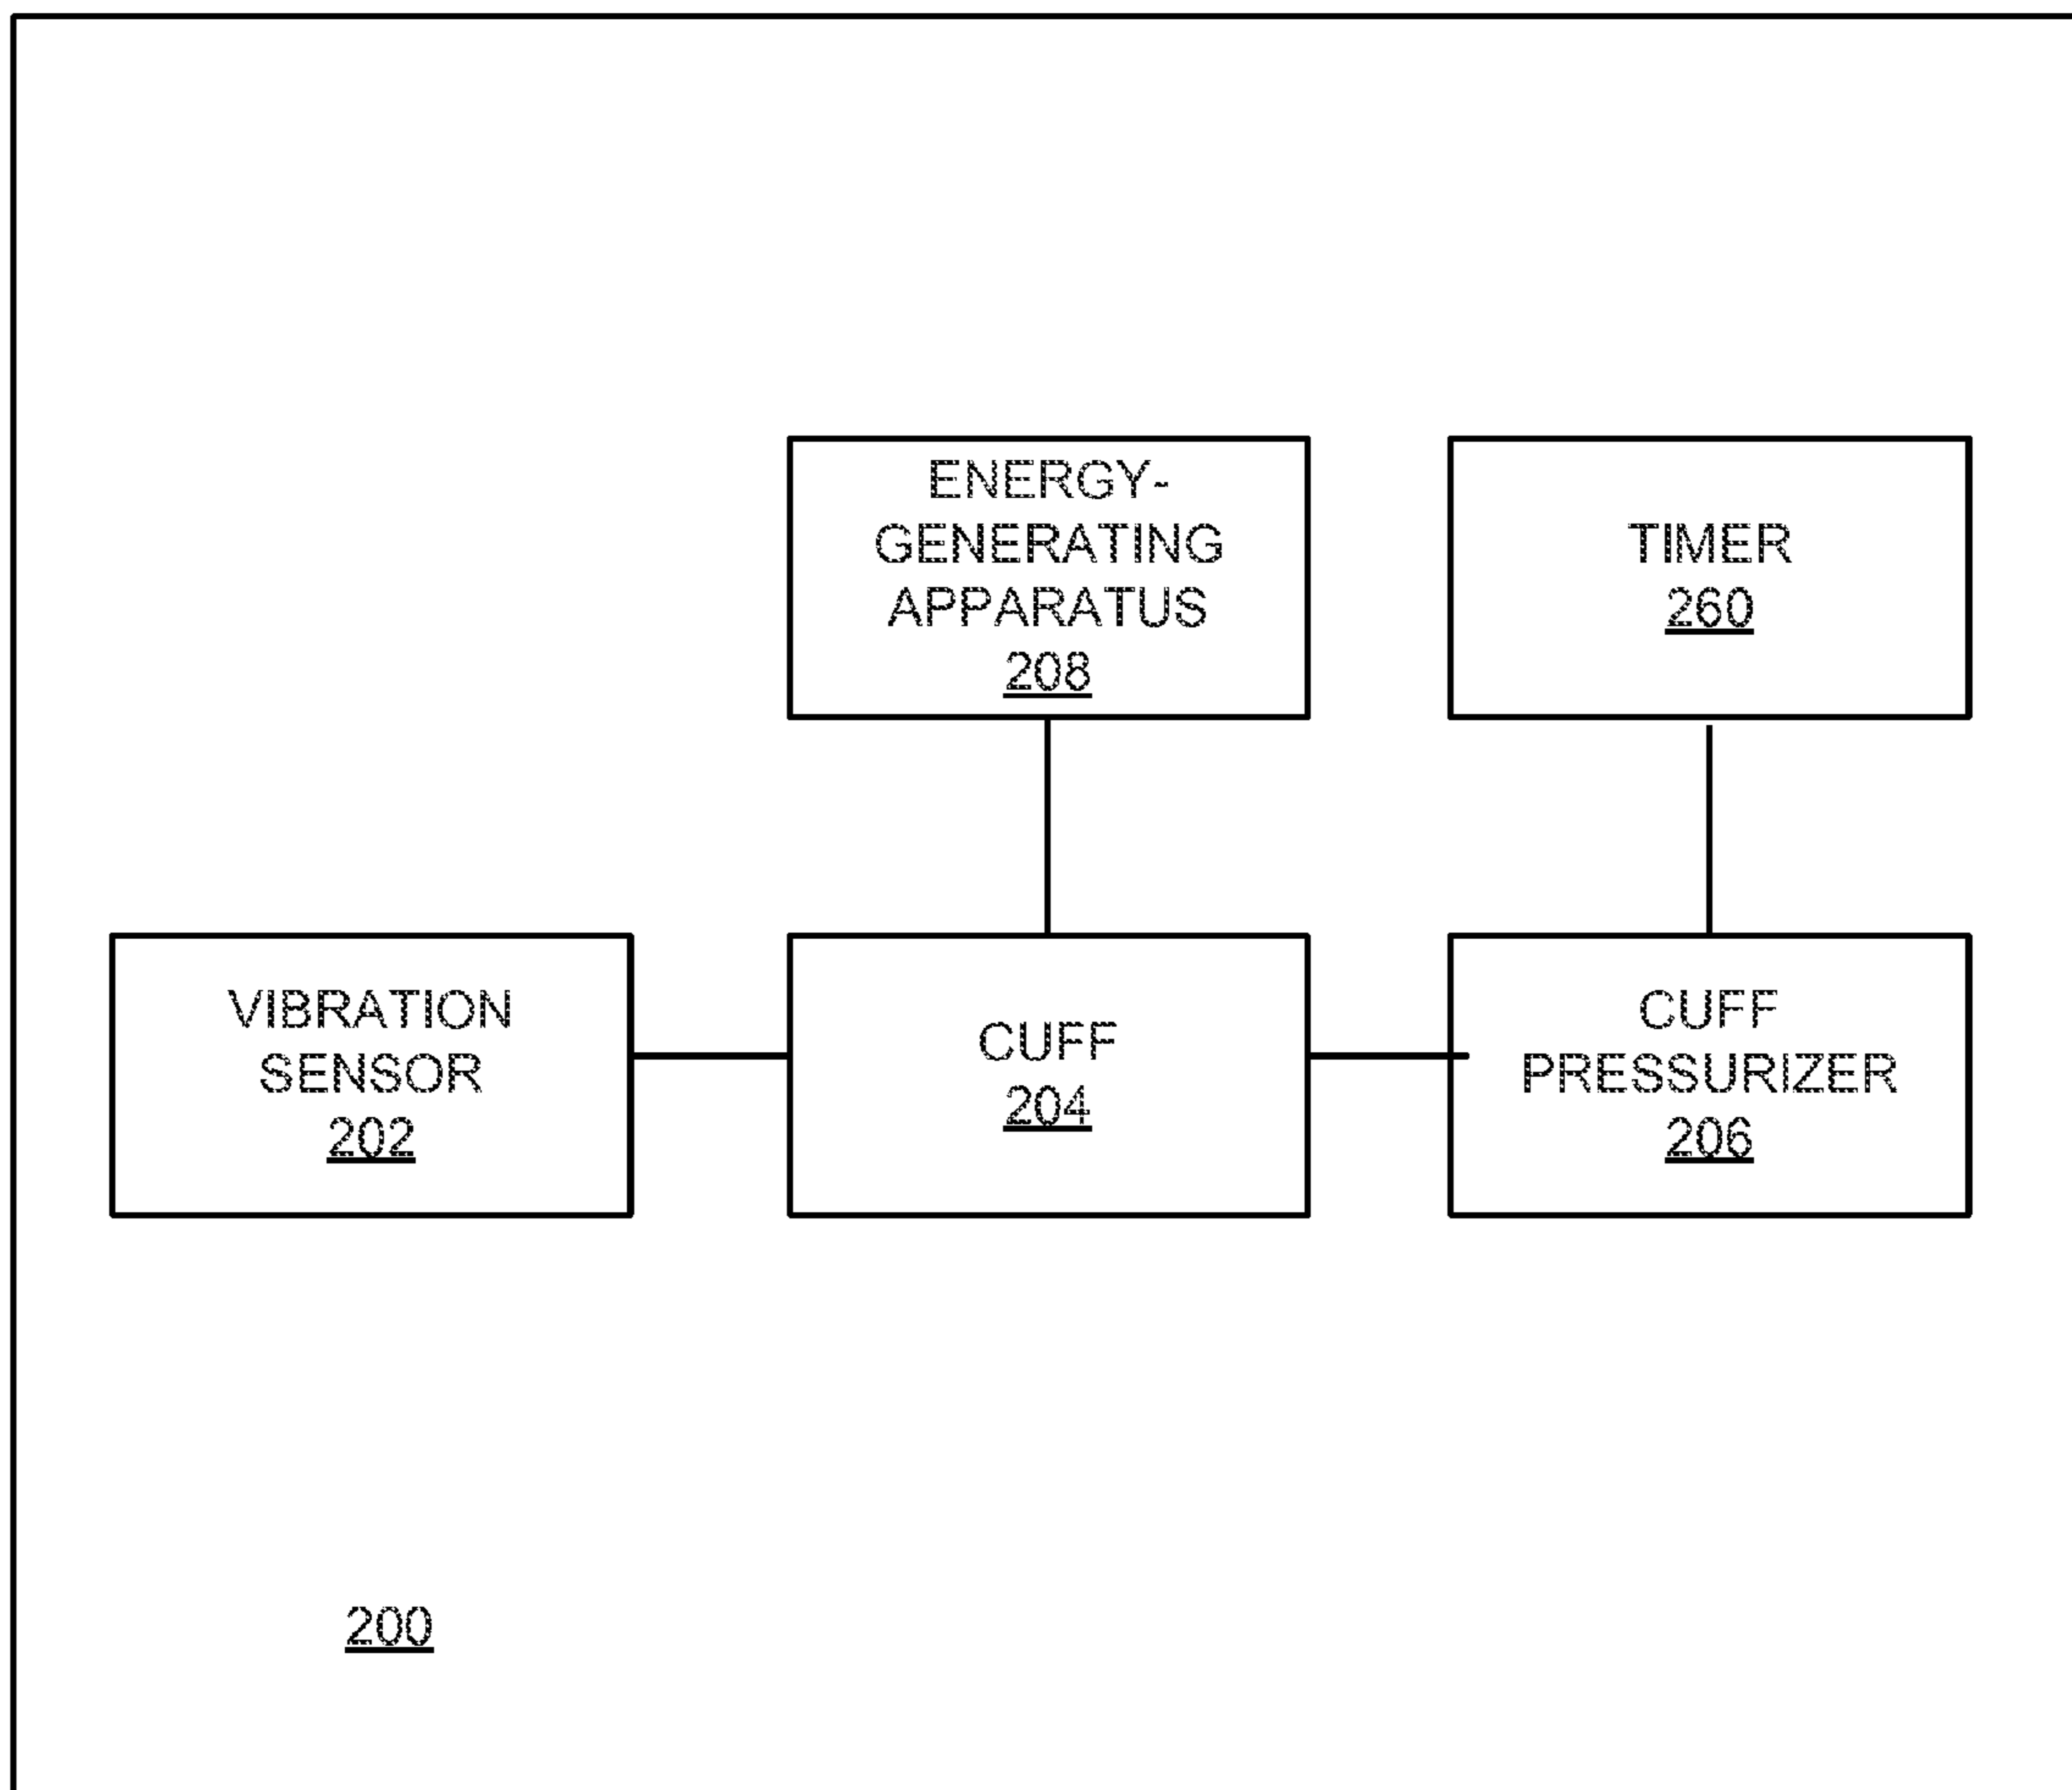 ENERGY-
GENERATING
APPARATUS
208
TIMER
260
VIBRATION
SENSOR
202
CUFF
204
CUFF
PRESSURIZER
206
200